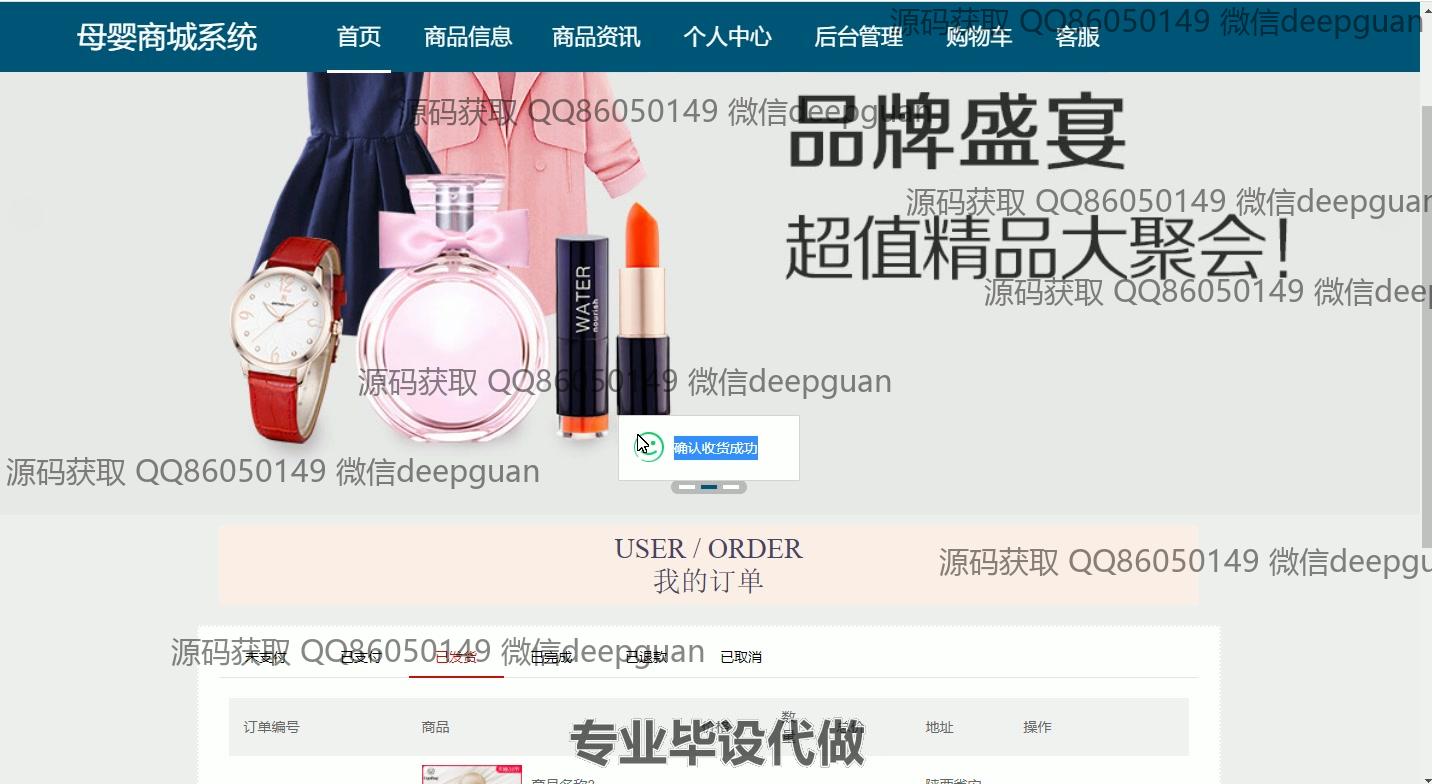 母婴商城系统 首页 商品信息 商品资讯 个人中心 后台管理 购物车 客服
源码获取 QQ86050149 微信deepguan
源码获取 QQ86050149 微信deepguan
品牌盛宴
源码获取 QQ86050149 微信deepguan
超值精品大聚会!
源码获取 QQ86050149 微信deep
WATER
nourish
源码获取 QQ86050149 微信deepguan
确认收货成功
源码获取 QQ86050149 微信deepguan
USER / ORDER
我的订单
源码获取 QQ86050149 微信deepgu
源码获取 QQ86050149 微信deepguan
未支付 已支付 已发货 已完成 已退款 已取消
订单编号 商品 价格 数量 总价 地址 操作
专业毕设代做